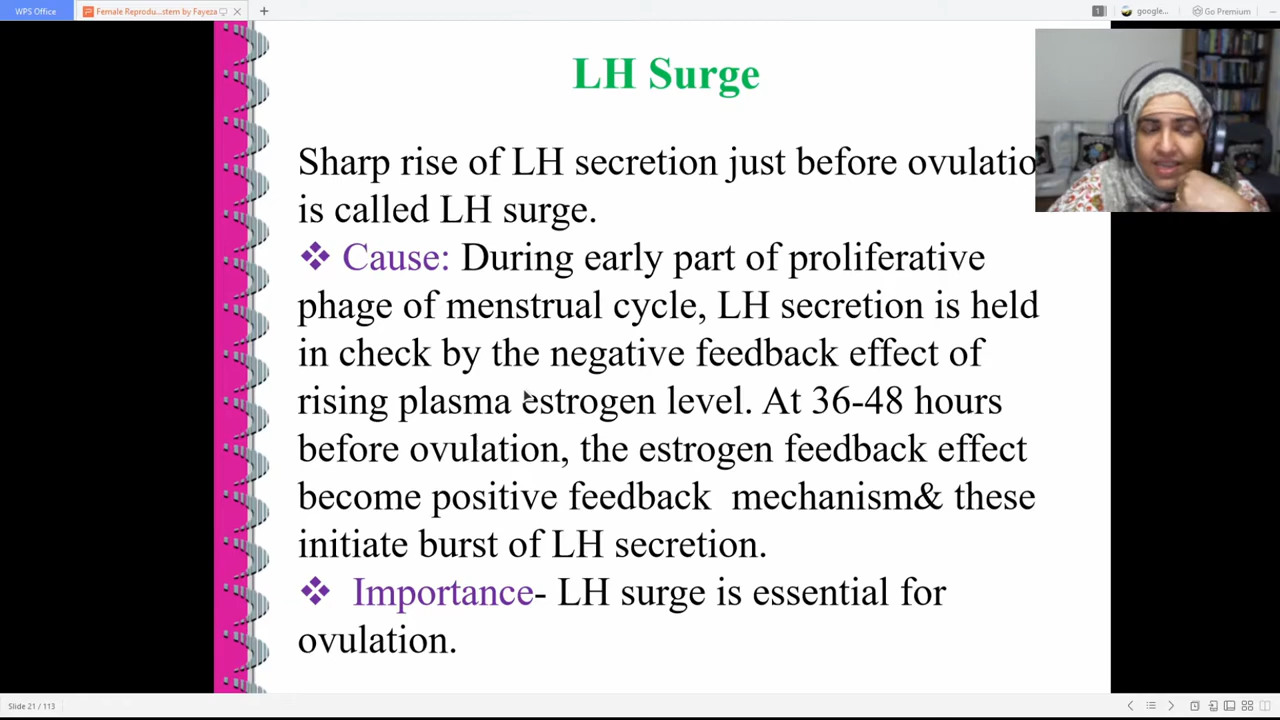 WPS Office
Female Reprodu...stem by Fayeza
1
google...
Go Premium
LH Surge
Sharp rise of LH secretion just before ovulatio
is called LH surge.
❖ Cause: During early part of proliferative
phage of menstrual cycle, LH secretion is held
in check by the negative feedback effect of
rising plasma estrogen level. At 36-48 hours
before ovulation, the estrogen feedback effect
become positive feedback mechanism& these
initiate burst of LH secretion.
❖ Importance- LH surge is essential for
ovulation.
Slide 21 / 113